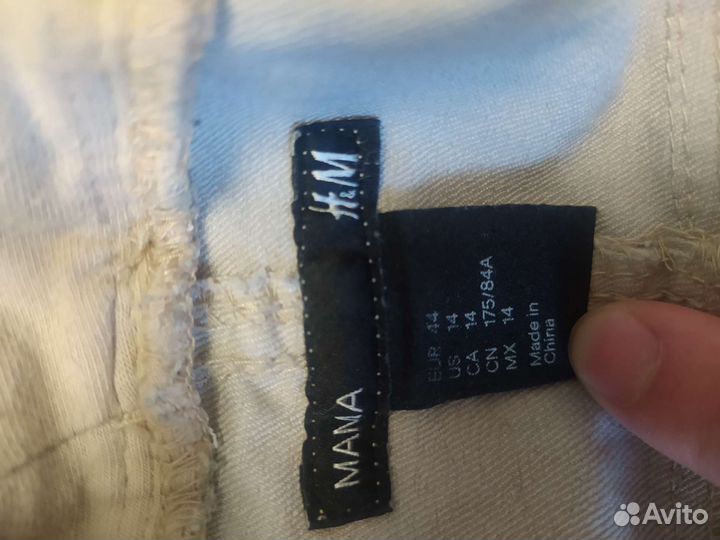 MAMA H&M
EUR 44
US 14
CA 14
CN 175/84A
MX 14
Made in
China
Avito